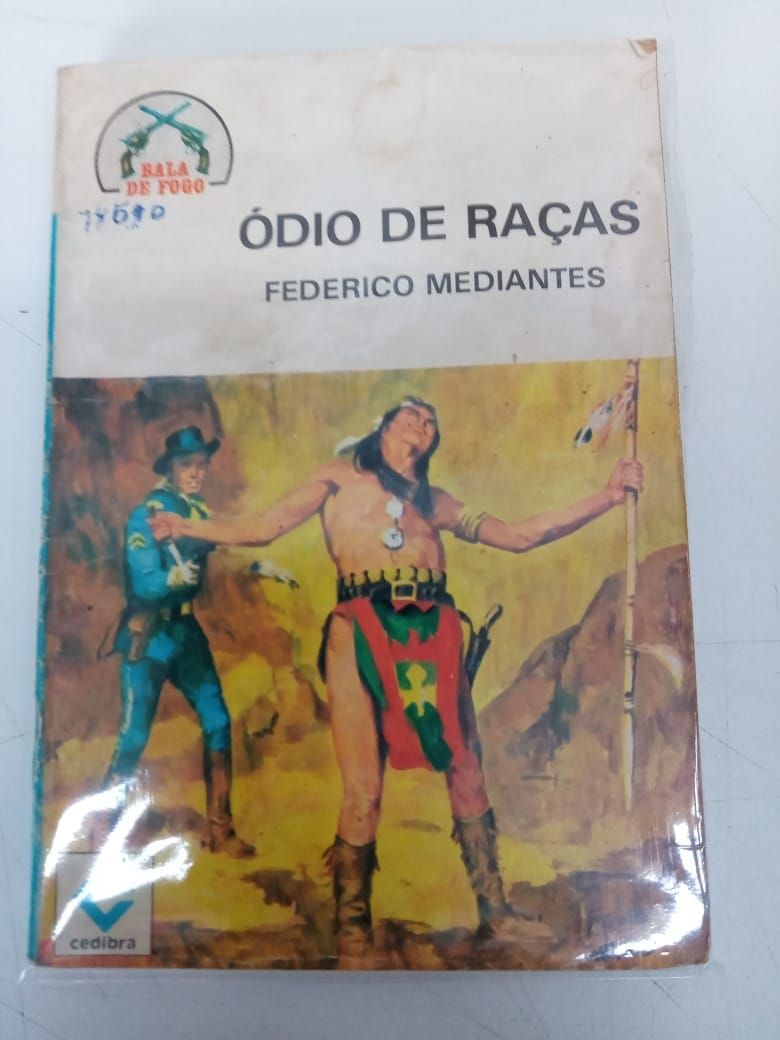 BALA
DE FOGO
ÓDIO DE RAÇAS
FEDERICO MEDIANTES
cedibra